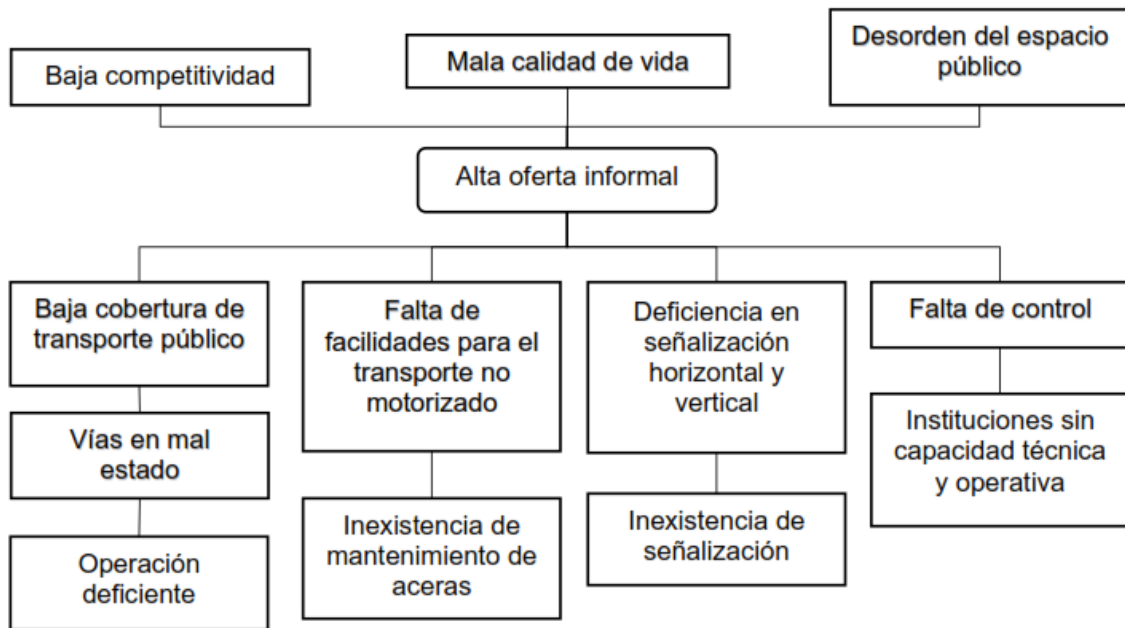 Baja competitividad
Mala calidad de vida
Desorden del espacio
público
Alta oferta informal
Baja cobertura de
transporte público
Falta de
facilidades para el
transporte no
motorizado
Deficiencia en
señalización
horizontal y
vertical
Falta de control
Vías en mal
estado
Instituciones sin
capacidad técnica
y operativa
Operación
deficiente
Inexistencia de
mantenimiento de
aceras
Inexistencia de
señalización